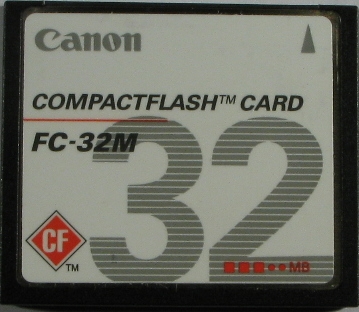 Canon
COMPACTFLASH™ CARD
FC-32M
32
CF
™
MB